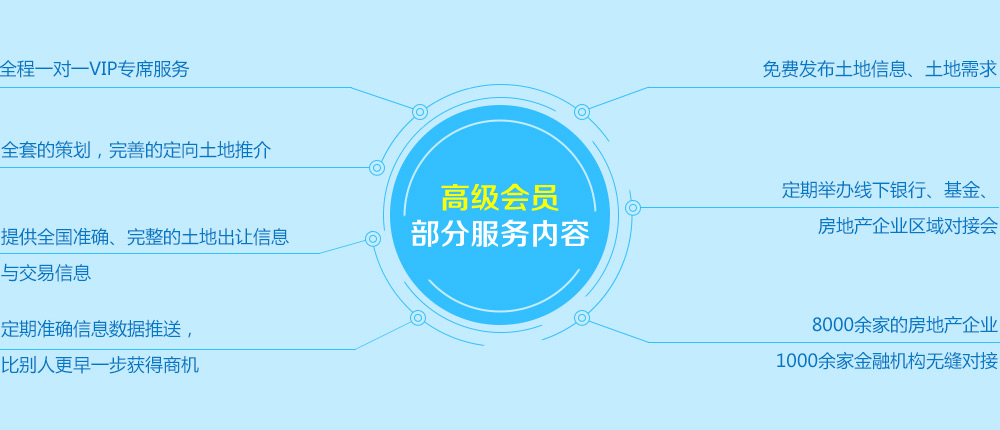 全程一对一VIP专席服务
全套的策划，完善的定向土地推介
提供全国准确、完整的土地出让信息
与交易信息
定期准确信息数据推送，
比别人更早一步获得商机
高级会员
部分服务内容
免费发布土地信息、土地需求
定期举办线下银行、基金、
房地产企业区域对接会
8000余家的房地产企业
1000余家金融机构无缝对接